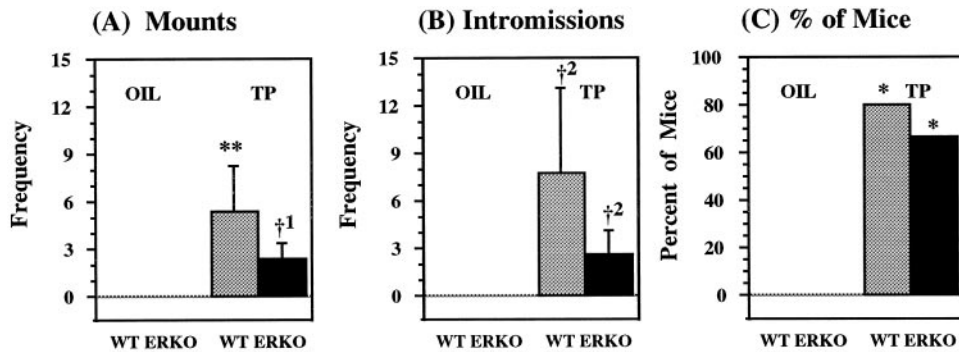 (A) Mounts
15
12
9
6
3
0
Frequency
OIL
TP
**
†1
WT ERKO
WT ERKO
(B) Intromissions
15
12
9
6
3
0
Frequency
OIL
TP
†2
†2
WT ERKO
WT ERKO
(C) % of Mice
100
80
60
40
20
0
Percent of Mice
OIL
* TP
*
WT ERKO
WT ERKO